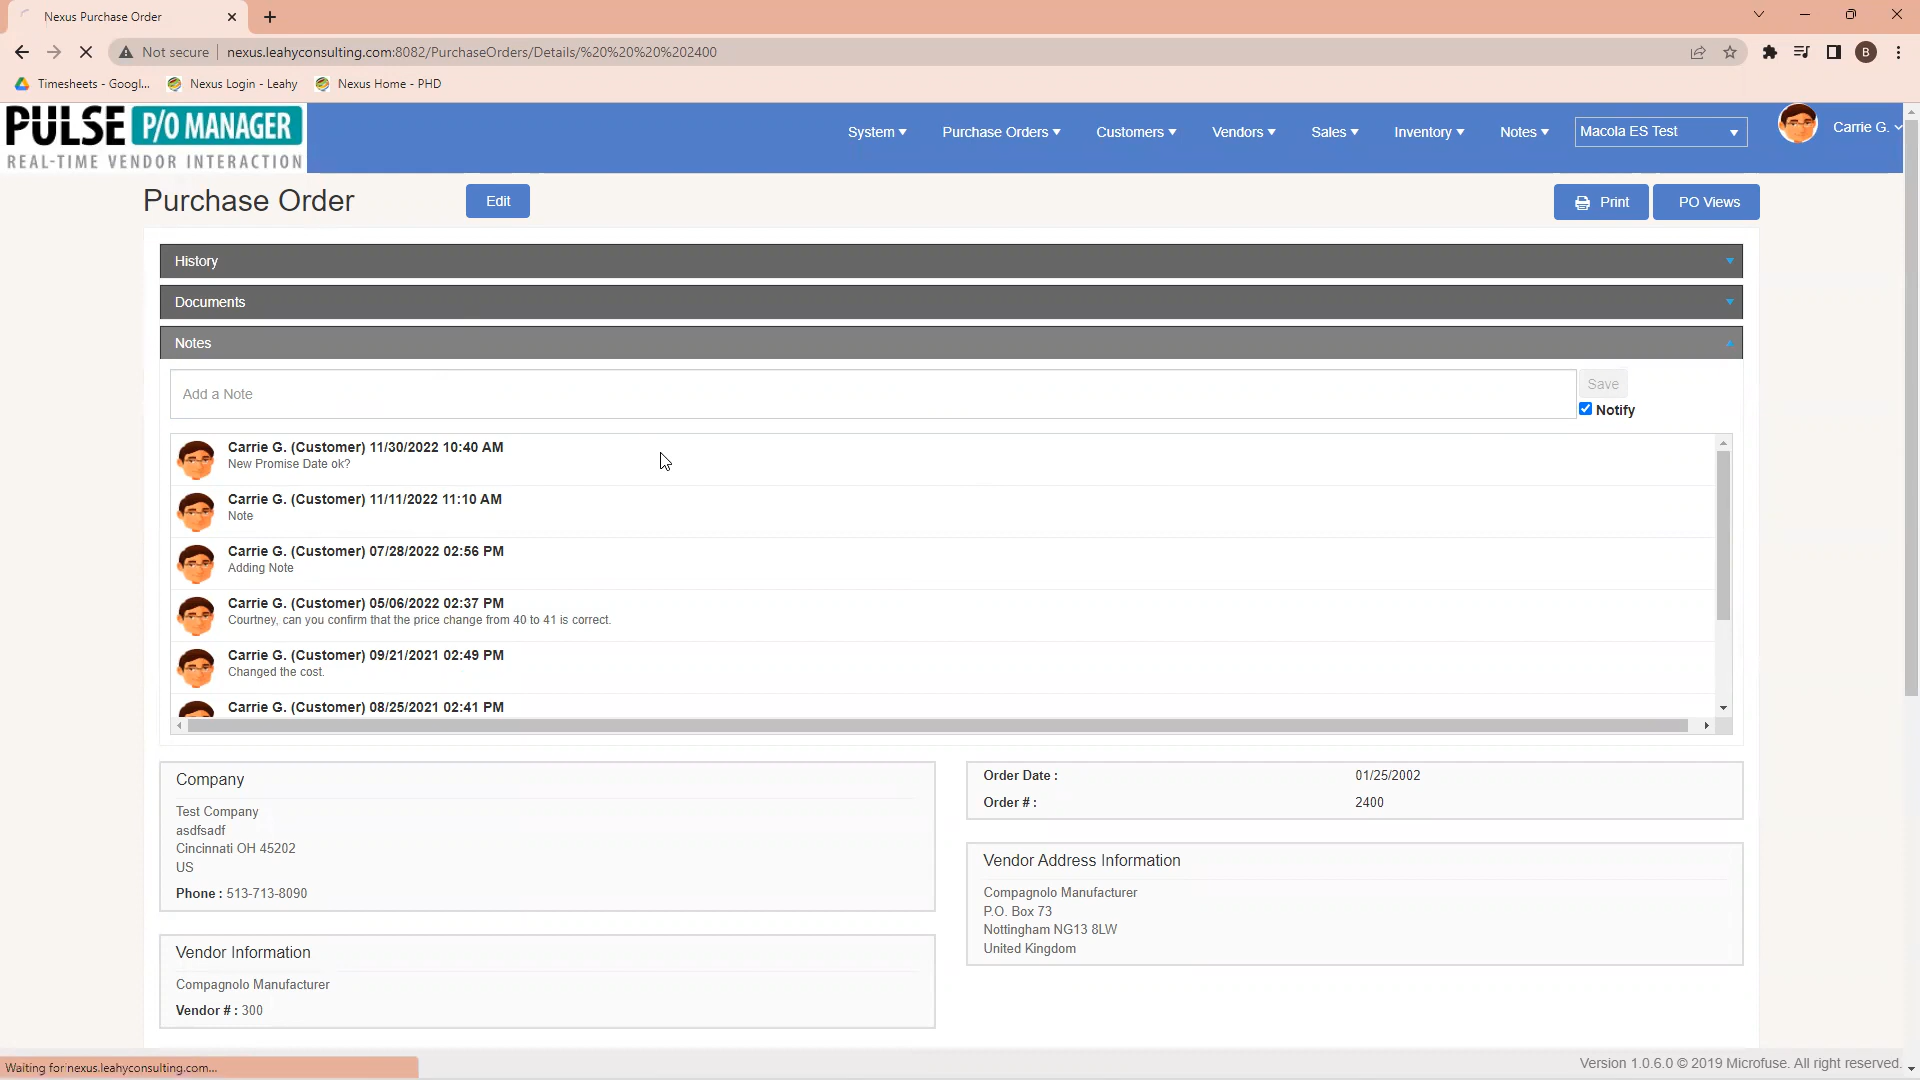 Nexus Purchase Order
Not secure nexus.leahyconsulting.com:8082/PurchaseOrders/Details/%20%20%20%202400
B
Timesheets - Googl... Nexus Login - Leahy Nexus Home - PHD
PULSE P/O MANAGER
REAL-TIME VENDOR INTERACTION
System Purchase Orders Customers Vendors Sales Inventory Notes Macola ES Test Carrie G.
Purchase Order Edit Print PO Views
History
Documents
Notes
Add a Note Save
Notify
Carrie G. (Customer) 11/30/2022 10:40 AM
New Promise Date ok?
Carrie G. (Customer) 11/11/2022 11:10 AM
Note
Carrie G. (Customer) 07/28/2022 02:56 PM
Adding Note
Carrie G. (Customer) 05/06/2022 02:37 PM
Courtney, can you confirm that the price change from 40 to 41 is correct.
Carrie G. (Customer) 09/21/2021 02:49 PM
Changed the cost.
Carrie G. (Customer) 08/25/2021 02:41 PM
Company
Test Company
asdfsadf
Cincinnati OH 45202
US
Phone : 513-713-8090
Order Date : 01/25/2002
Order # : 2400
Vendor Address Information
Compagnolo Manufacturer
P.O. Box 73
Nottingham NG13 8LW
United Kingdom
Vendor Information
Compagnolo Manufacturer
Vendor # : 300
Waiting for nexus.leahyconsulting.com...
Version 1.0.6.0 © 2019 Microfuse. All right reserved.